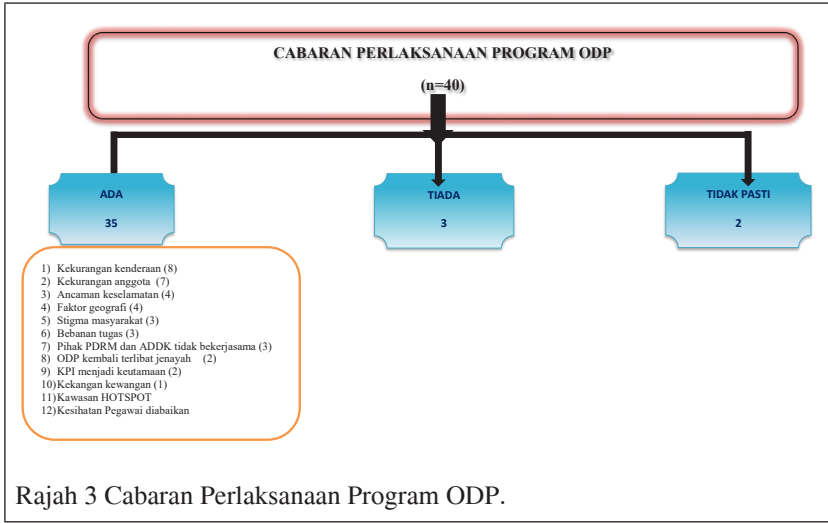 CABARAN PERLAKSANAAN PROGRAM ODP
(n=40)
ADA
35
TIADA
3
TIDAK PASTI
2
1) Kekurangan kenderaan (8)
2) Kekurangan anggota (7)
3) Ancaman keselamatan (4)
4) Faktor geografi (4)
5) Stigma masyarakat (3)
6) Bebanan tugas (3)
7) Pihak PDRM dan ADDK tidak bekerjasama (3)
8) ODP kembali terlibat jenayah (2)
9) KPI menjadi keutamaan (2)
10)Kekangan kewangan (1)
11)Kawasan HOTSPOT
12)Kesihatan Pegawai diabaikan
Rajah 3 Cabaran Perlaksanaan Program ODP.